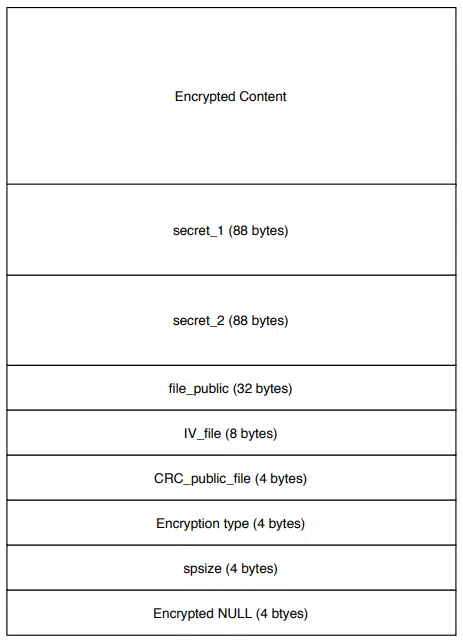 Encrypted Content
secret_1 (88 bytes)
secret_2 (88 bytes)
file_public (32 bytes)
IV_file (8 bytes)
CRC_public_file (4 bytes)
Encryption type (4 bytes)
spsize (4 bytes)
Encrypted NULL (4 btyes)